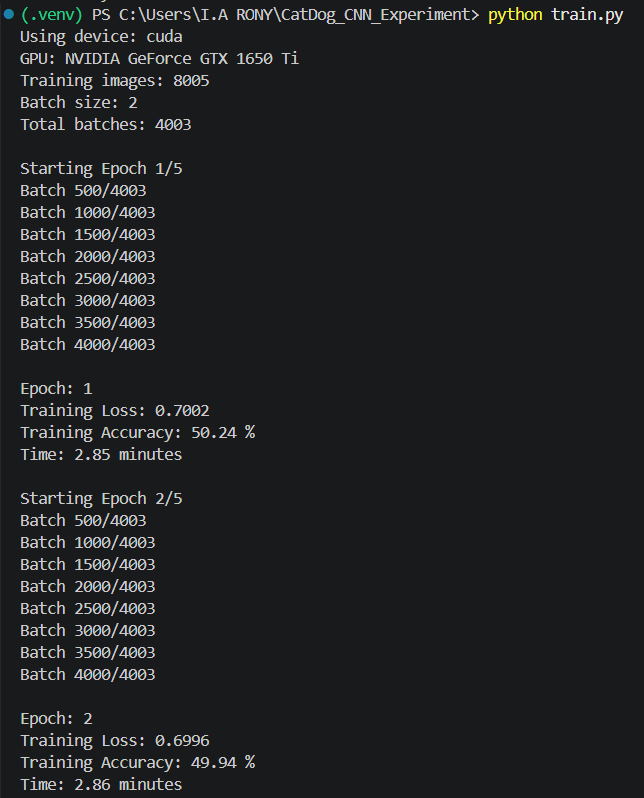 (.venv) PS C:\Users\I.A RONY\CatDog_CNN_Experiment> python train.py
Using device: cuda
GPU: NVIDIA GeForce GTX 1650 Ti
Training images: 8005
Batch size: 2
Total batches: 4003
Starting Epoch 1/5
Batch 500/4003
Batch 1000/4003
Batch 1500/4003
Batch 2000/4003
Batch 2500/4003
Batch 3000/4003
Batch 3500/4003
Batch 4000/4003
Epoch: 1
Training Loss: 0.7002
Training Accuracy: 50.24 %
Time: 2.85 minutes
Starting Epoch 2/5
Batch 500/4003
Batch 1000/4003
Batch 1500/4003
Batch 2000/4003
Batch 2500/4003
Batch 3000/4003
Batch 3500/4003
Batch 4000/4003
Epoch: 2
Training Loss: 0.6996
Training Accuracy: 49.94 %
Time: 2.86 minutes